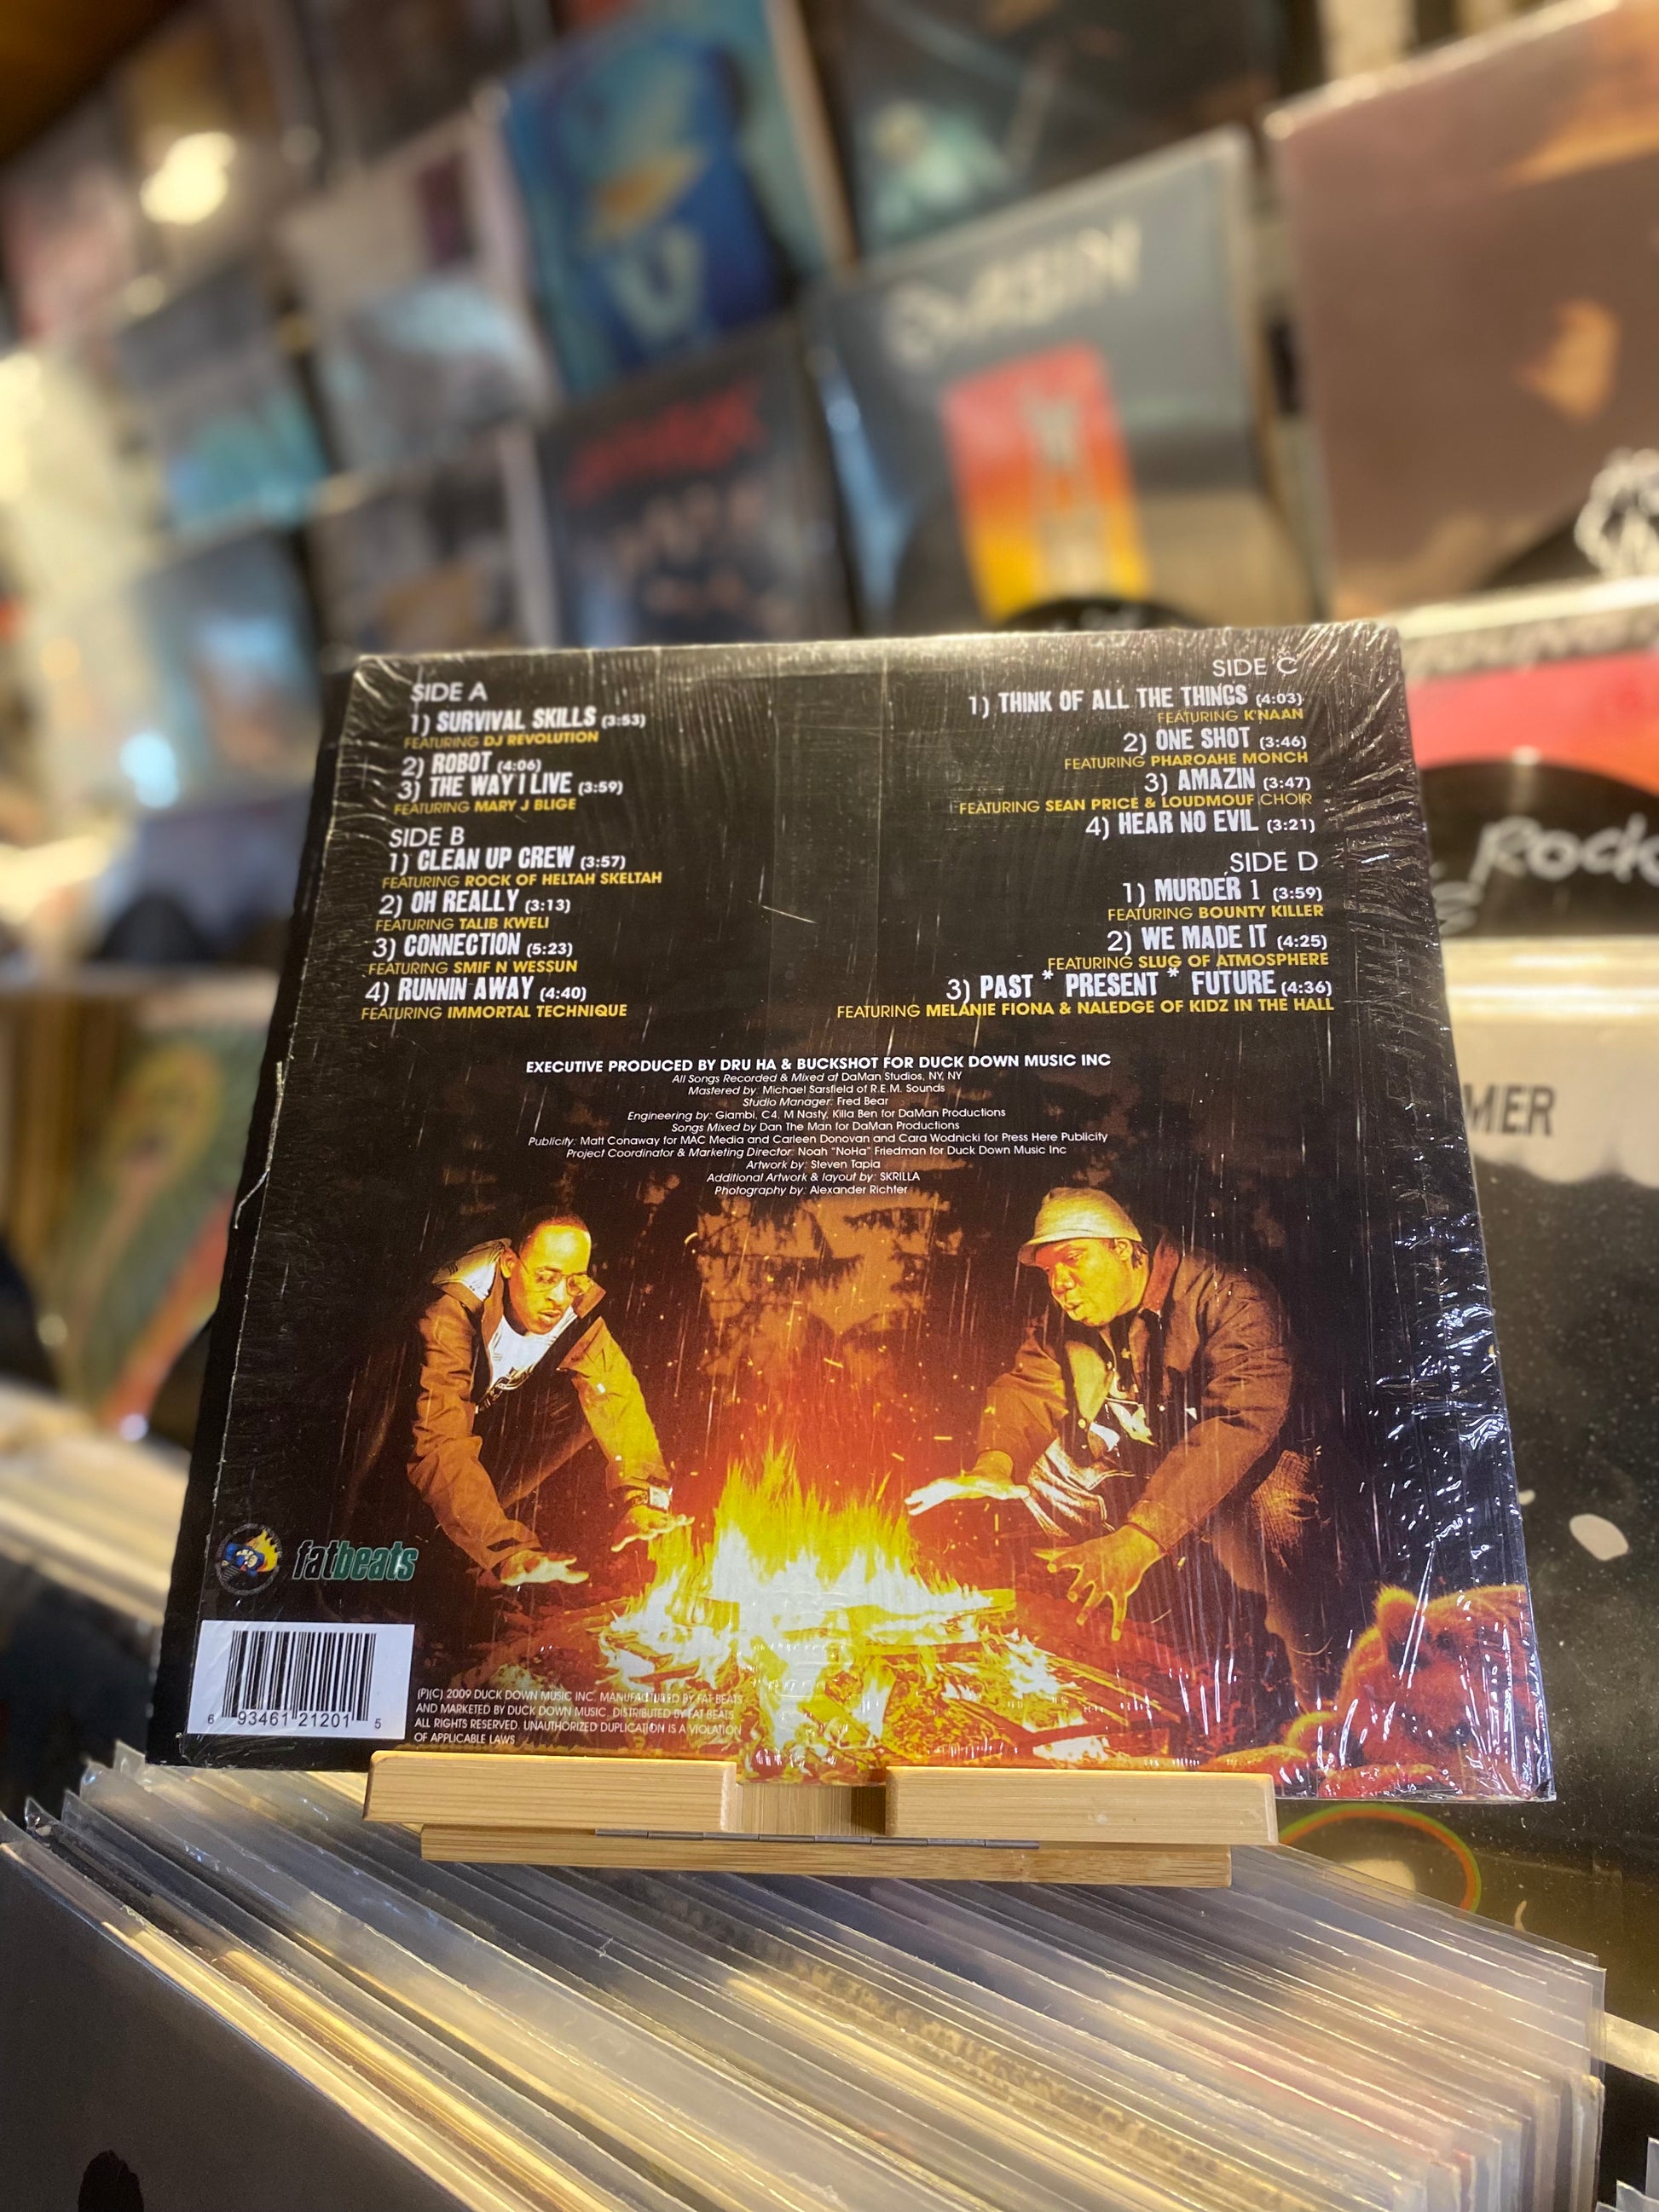 SIDE A
1) SURVIVAL SKILLS (3:53)
FEATURING DJ REVOLUTION
2) ROBOT (4:06)
3) THE WAY I LIVE (3:59)
FEATURING MARY J BLIGE
SIDE B
1) CLEAN UP CREW (3:57)
FEATURING ROCK OF HELTAH SKELTAH
2) OH REALLY (3:13)
FEATURING TALIB KWELI
3) CONNECTION (5:23)
FEATURING SMIF N WESSUN
4) RUNNIN AWAY (4:40)
FEATURING IMMORTAL TECHNIQUE
SIDE C
1) THINK OF ALL THE THINGS (4:03)
FEATURING K'NAAN
2) ONE SHOT (3:46)
FEATURING PHAROAHE MONCH
3) AMAZIN (3:47)
FEATURING SEAN PRICE & LOUDMOUF CHOIR
4) HEAR NO EVIL (3:21)
SIDE D
1) MURDER 1 (3:59)
FEATURING BOUNTY KILLER
2) WE MADE IT (4:25)
FEATURING SLUG OF ATMOSPHERE
3) PAST * PRESENT * FUTURE (4:36)
FEATURING MELANIE FIONA & NALEDGE OF KIDZ IN THE HALL
EXECUTIVE PRODUCED BY DRU HA & BUCKSHOT FOR DUCK DOWN MUSIC INC
All Songs Recorded & Mixed at DaMan Studios, NY, NY
Mastered by: Michael Sarsfield of R.E.M. Sounds
Studio Manager: Fred Bear
Engineering by: Giambi, C4, M Nasty, Killa Ben for DaMan Productions
Songs Mixed by Dan The Man for DaMan Productions
Publicity: Matt Conaway for MAC Media and Carleen Donovan and Cara Wodnicki for Press Here Publicity
Project Coordinator & Marketing Director: Noah "NoHa" Friedman for Duck Down Music Inc
Artwork by: Steven Tapia
Additional Artwork & layout by: SKRILLA
Photography by: Alexander Richter
fatbeats
6 93461 21201 5
(P)(C) 2009 DUCK DOWN MUSIC INC. MANUFACTURED BY FAT BEATS
AND MARKETED BY DUCK DOWN MUSIC. DISTRIBUTED BY FAT BEATS.
ALL RIGHTS RESERVED. UNAUTHORIZED DUPLICATION IS A VIOLATION
OF APPLICABLE LAWS
Rock
MER